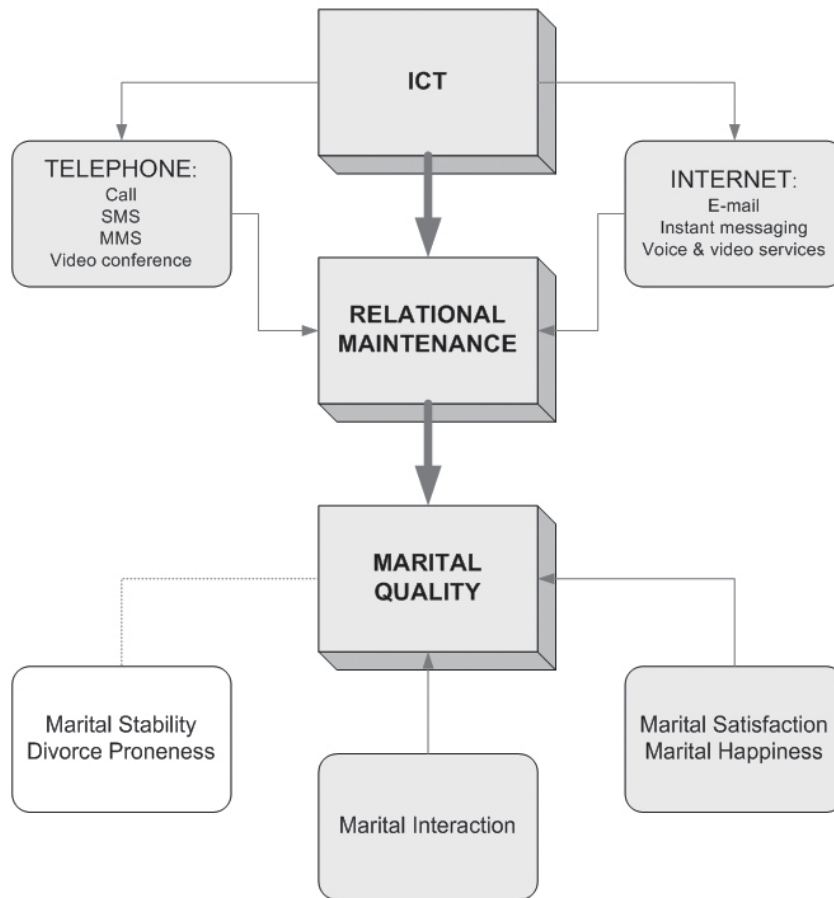 ICT
TELEPHONE:
Call
SMS
MMS
Video conference
INTERNET:
E-mail
Instant messaging
Voice & video services
RELATIONAL
MAINTENANCE
MARITAL
QUALITY
Marital Stability
Divorce Proneness
Marital Interaction
Marital Satisfaction
Marital Happiness